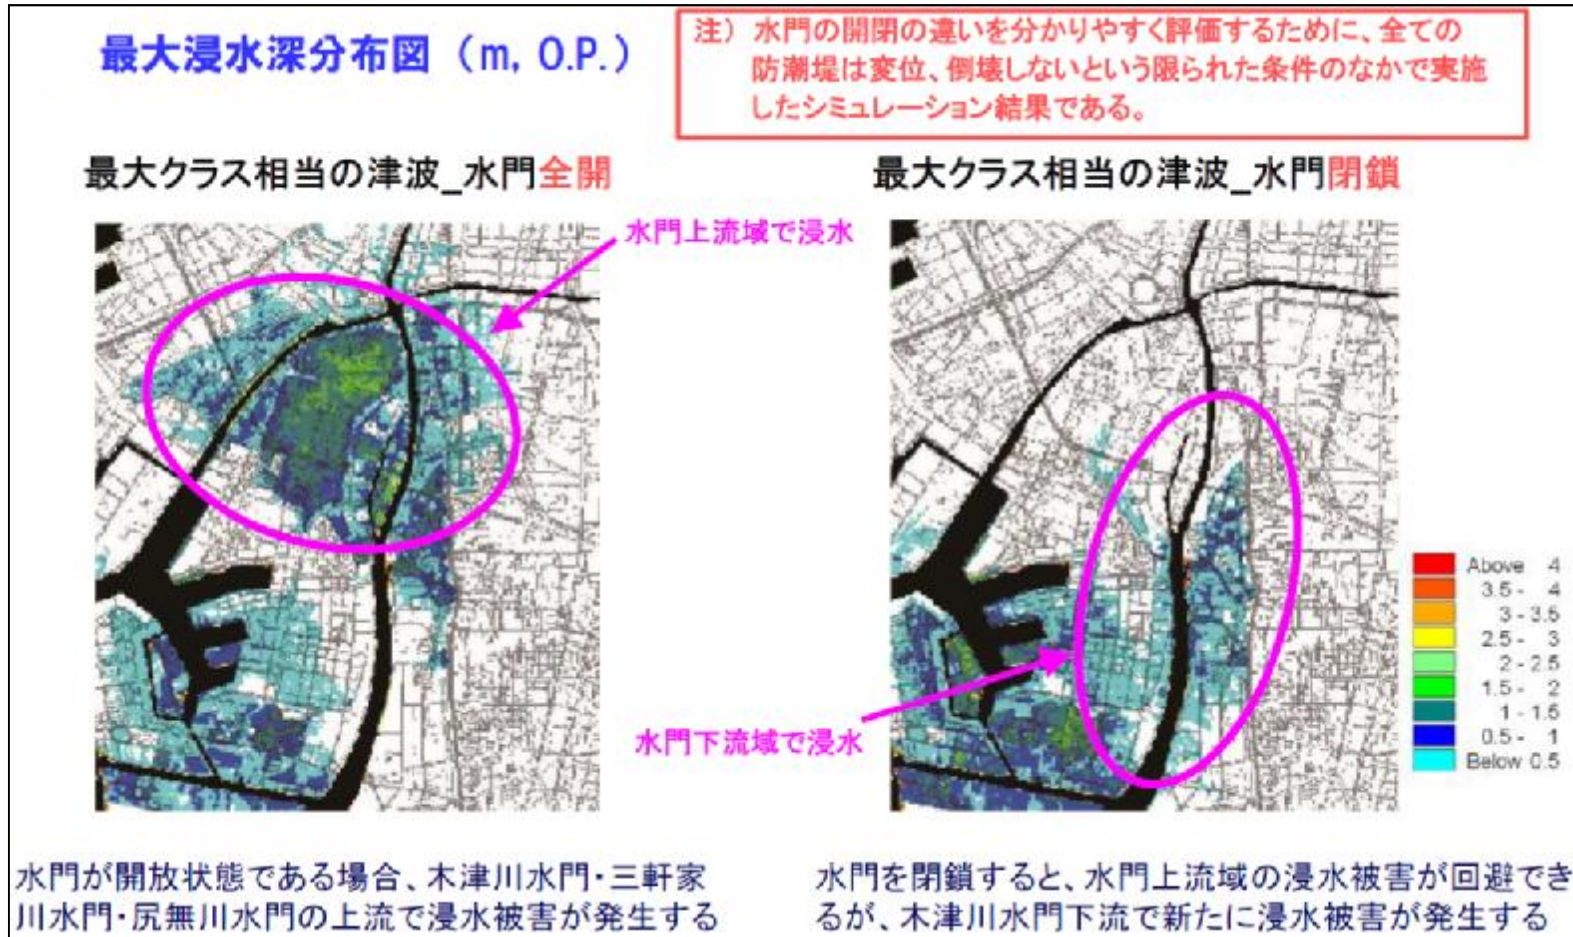 最大浸水深分布図（m, O.P.）
注） 水門の開閉の違いを分かりやすく評価するために、全ての
防潮堤は変位、倒壊しないという限られた条件のなかで実施
したシミュレーション結果である。
最大クラス相当の津波_水門全開
最大クラス相当の津波_水門閉鎖
水門上流域で浸水
水門下流域で浸水
Above 4
3.5 - 4
3 - 3.5
2.5 - 3
2 - 2.5
1.5 - 2
1 - 1.5
0.5 - 1
Below 0.5
水門が開放状態である場合、木津川水門・三軒家
川水門・尻無川水門の上流で浸水被害が発生する
水門を閉鎖すると、水門上流域の浸水被害が回避でき
るが、木津川水門下流で新たに浸水被害が発生する